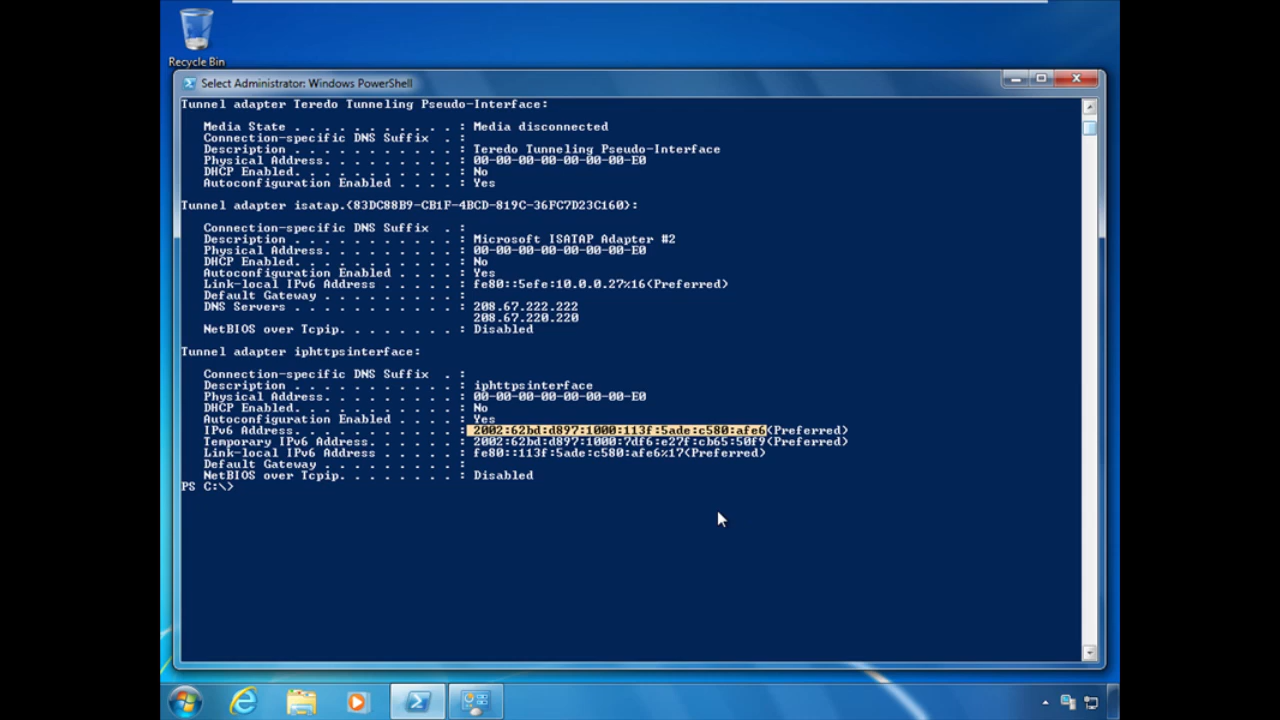 Recycle Bin
Select Administrator: Windows PowerShell
Tunnel adapter Teredo Tunneling Pseudo-Interface:
Media State . . . . . . . . . . . : Media disconnected
Connection-specific DNS Suffix  . :
Description . . . . . . . . . . . : Teredo Tunneling Pseudo-Interface
Physical Address. . . . . . . . . : 00-00-00-00-00-00-00-E0
DHCP Enabled. . . . . . . . . . . : No
Autoconfiguration Enabled . . . . : Yes
Tunnel adapter isatap.{83DC88B9-CB1F-4BCD-819C-36FC7D23C160}:
Connection-specific DNS Suffix  . :
Description . . . . . . . . . . . : Microsoft ISATAP Adapter #2
Physical Address. . . . . . . . . : 00-00-00-00-00-00-00-E0
DHCP Enabled. . . . . . . . . . . : No
Autoconfiguration Enabled . . . . : Yes
Link-local IPv6 Address . . . . . : fe80::5efe:10.0.0.27%16(Preferred)
Default Gateway . . . . . . . . . :
DNS Servers . . . . . . . . . . . : 208.67.222.222
208.67.220.220
NetBIOS over Tcpip. . . . . . . . : Disabled
Tunnel adapter iphttpsinterface:
Connection-specific DNS Suffix  . :
Description . . . . . . . . . . . : iphttpsinterface
Physical Address. . . . . . . . . : 00-00-00-00-00-00-00-E0
DHCP Enabled. . . . . . . . . . . : No
Autoconfiguration Enabled . . . . : Yes
IPv6 Address. . . . . . . . . . . : 2002:62bd:d897:1000:113f:5ade:c580:afe6(Preferred)
Temporary IPv6 Address. . . . . . : 2002:62bd:d897:1000:7df6:e27f:cb65:50f9(Preferred)
Link-local IPv6 Address . . . . . : fe80::113f:5ade:c580:afe6%17(Preferred)
Default Gateway . . . . . . . . . :
NetBIOS over Tcpip. . . . . . . . : Disabled
PS C:\>